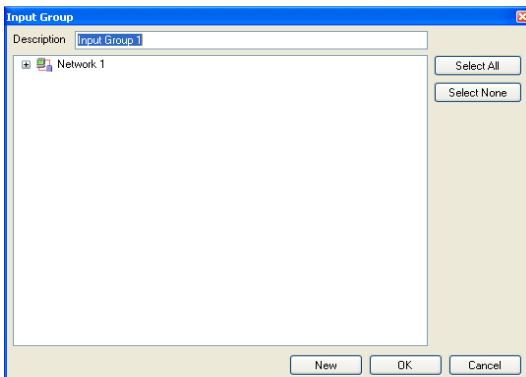 Input Group
Description Input Group 1
Network 1
Select All
Select None
New OK Cancel